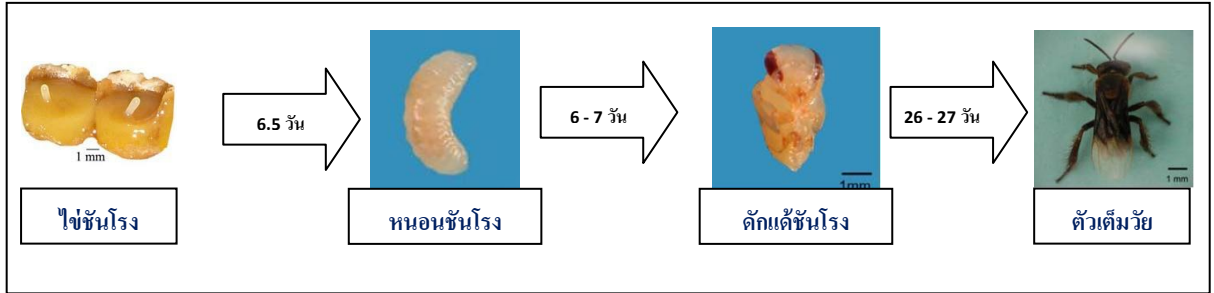 6.5 วัน
6 - 7 วัน
26 - 27 วัน
1 mm
1mm
1 mm
ไข่ชันโรง
หนอนชันโรง
ดักแด้ชันโรง
ตัวเต็มวัย